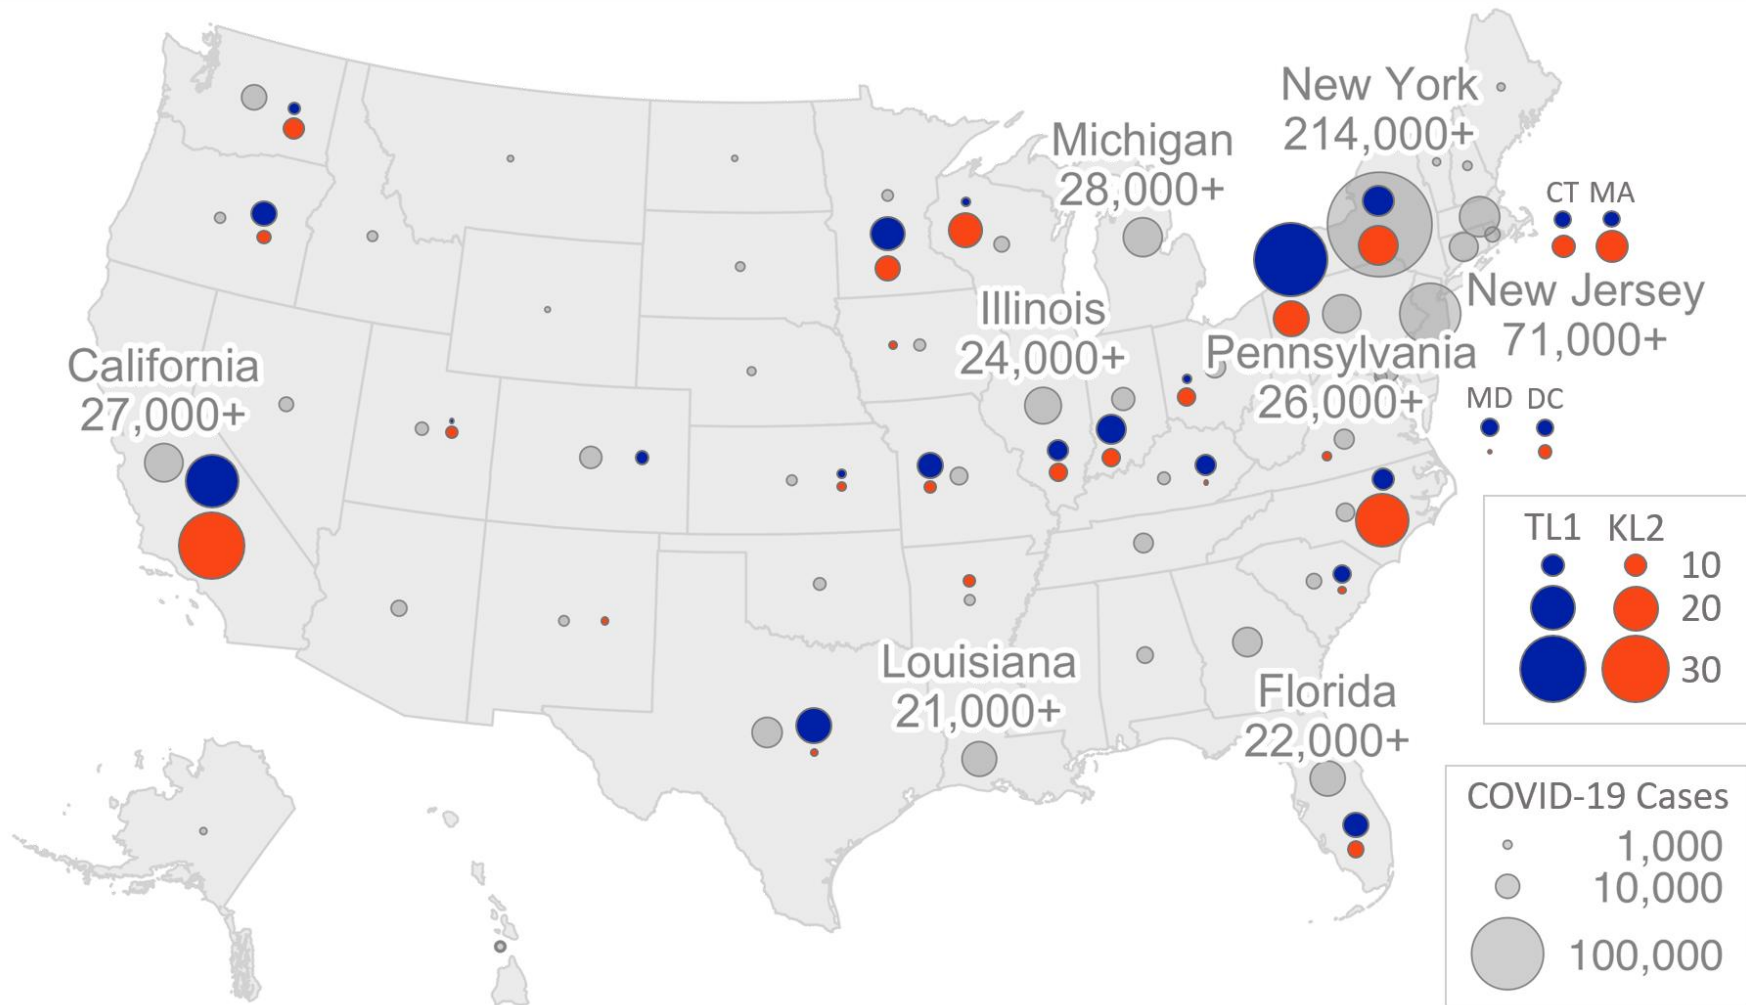 New York
214,000+
Michigan
28,000+
CT MA
New Jersey
71,000+
Illinois
24,000+
Pennsylvania
26,000+
California
27,000+
MD DC
TL1 KL2
10
20
30
Louisiana
21,000+
Florida
22,000+
COVID-19 Cases
1,000
10,000
100,000